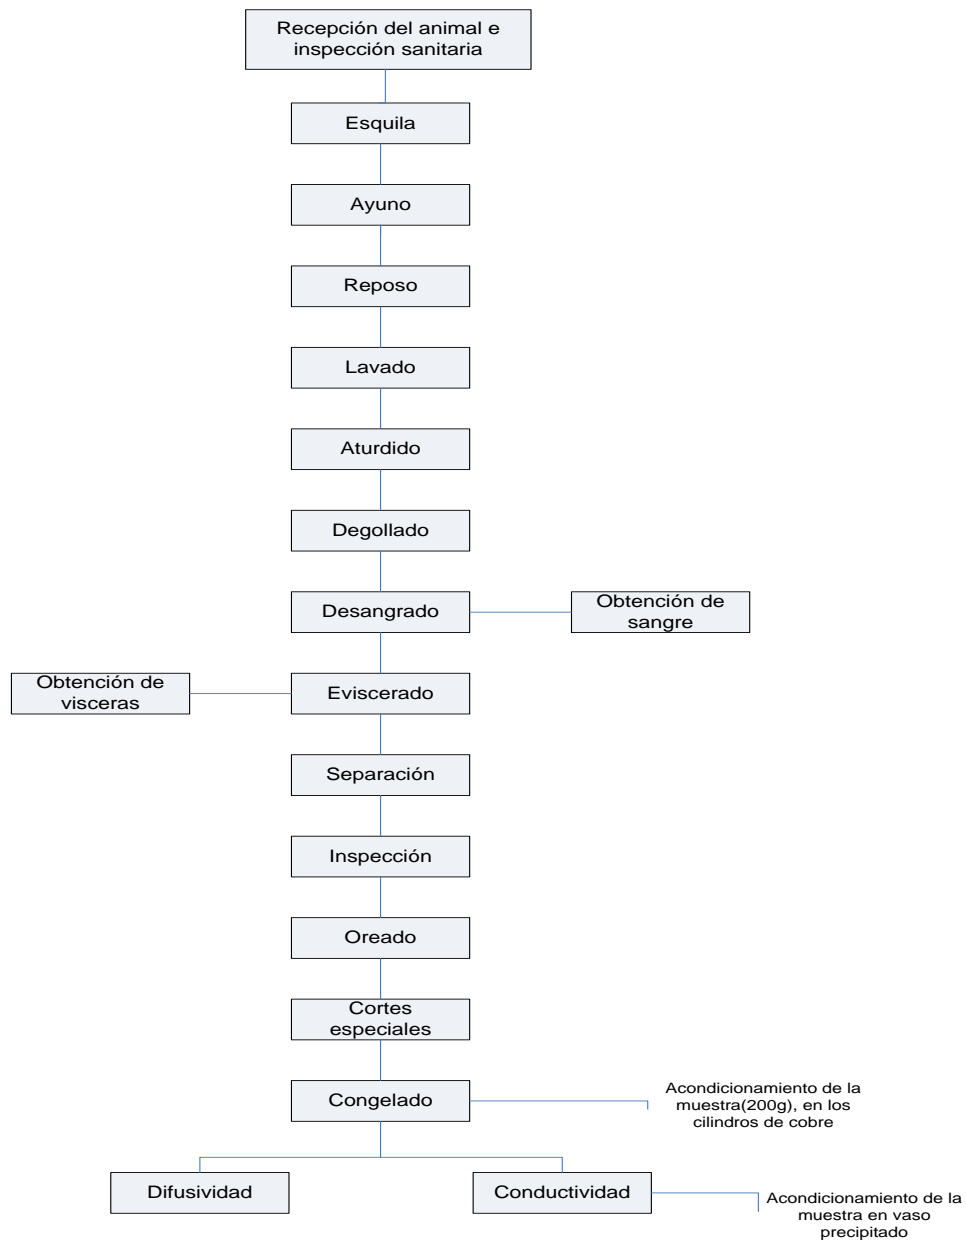 Recepción del animal e
inspección sanitaria
Esquila
Ayuno
Reposo
Lavado
Aturdido
Degollado
Desangrado
Obtención de
sangre
Obtención de
visceras
Eviscerado
Separación
Inspección
Oreado
Cortes
especiales
Congelado
Acondicionamiento de la
muestra(200g), en los
cilindros de cobre
Difusividad
Conductividad
Acondicionamiento de la
muestra en vaso
precipitado